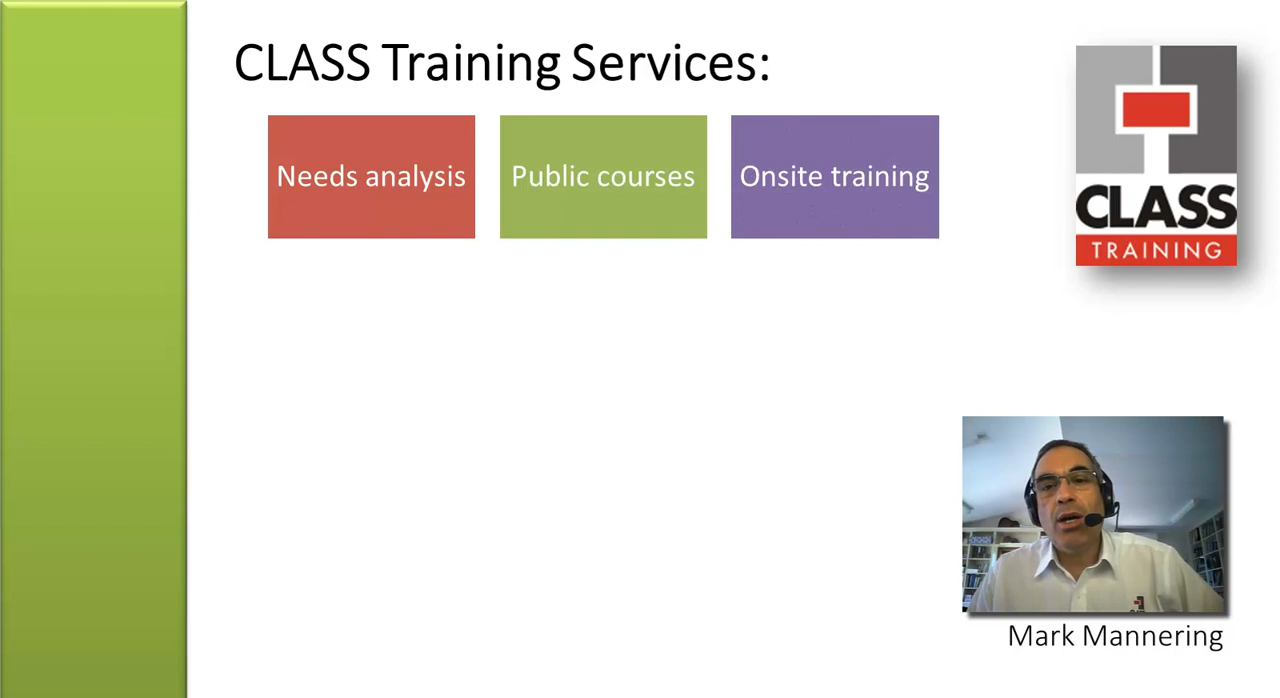 CLASS Training Services:
Needs analysis
Public courses
Onsite training
CLASS
TRAINING
Mark Mannering